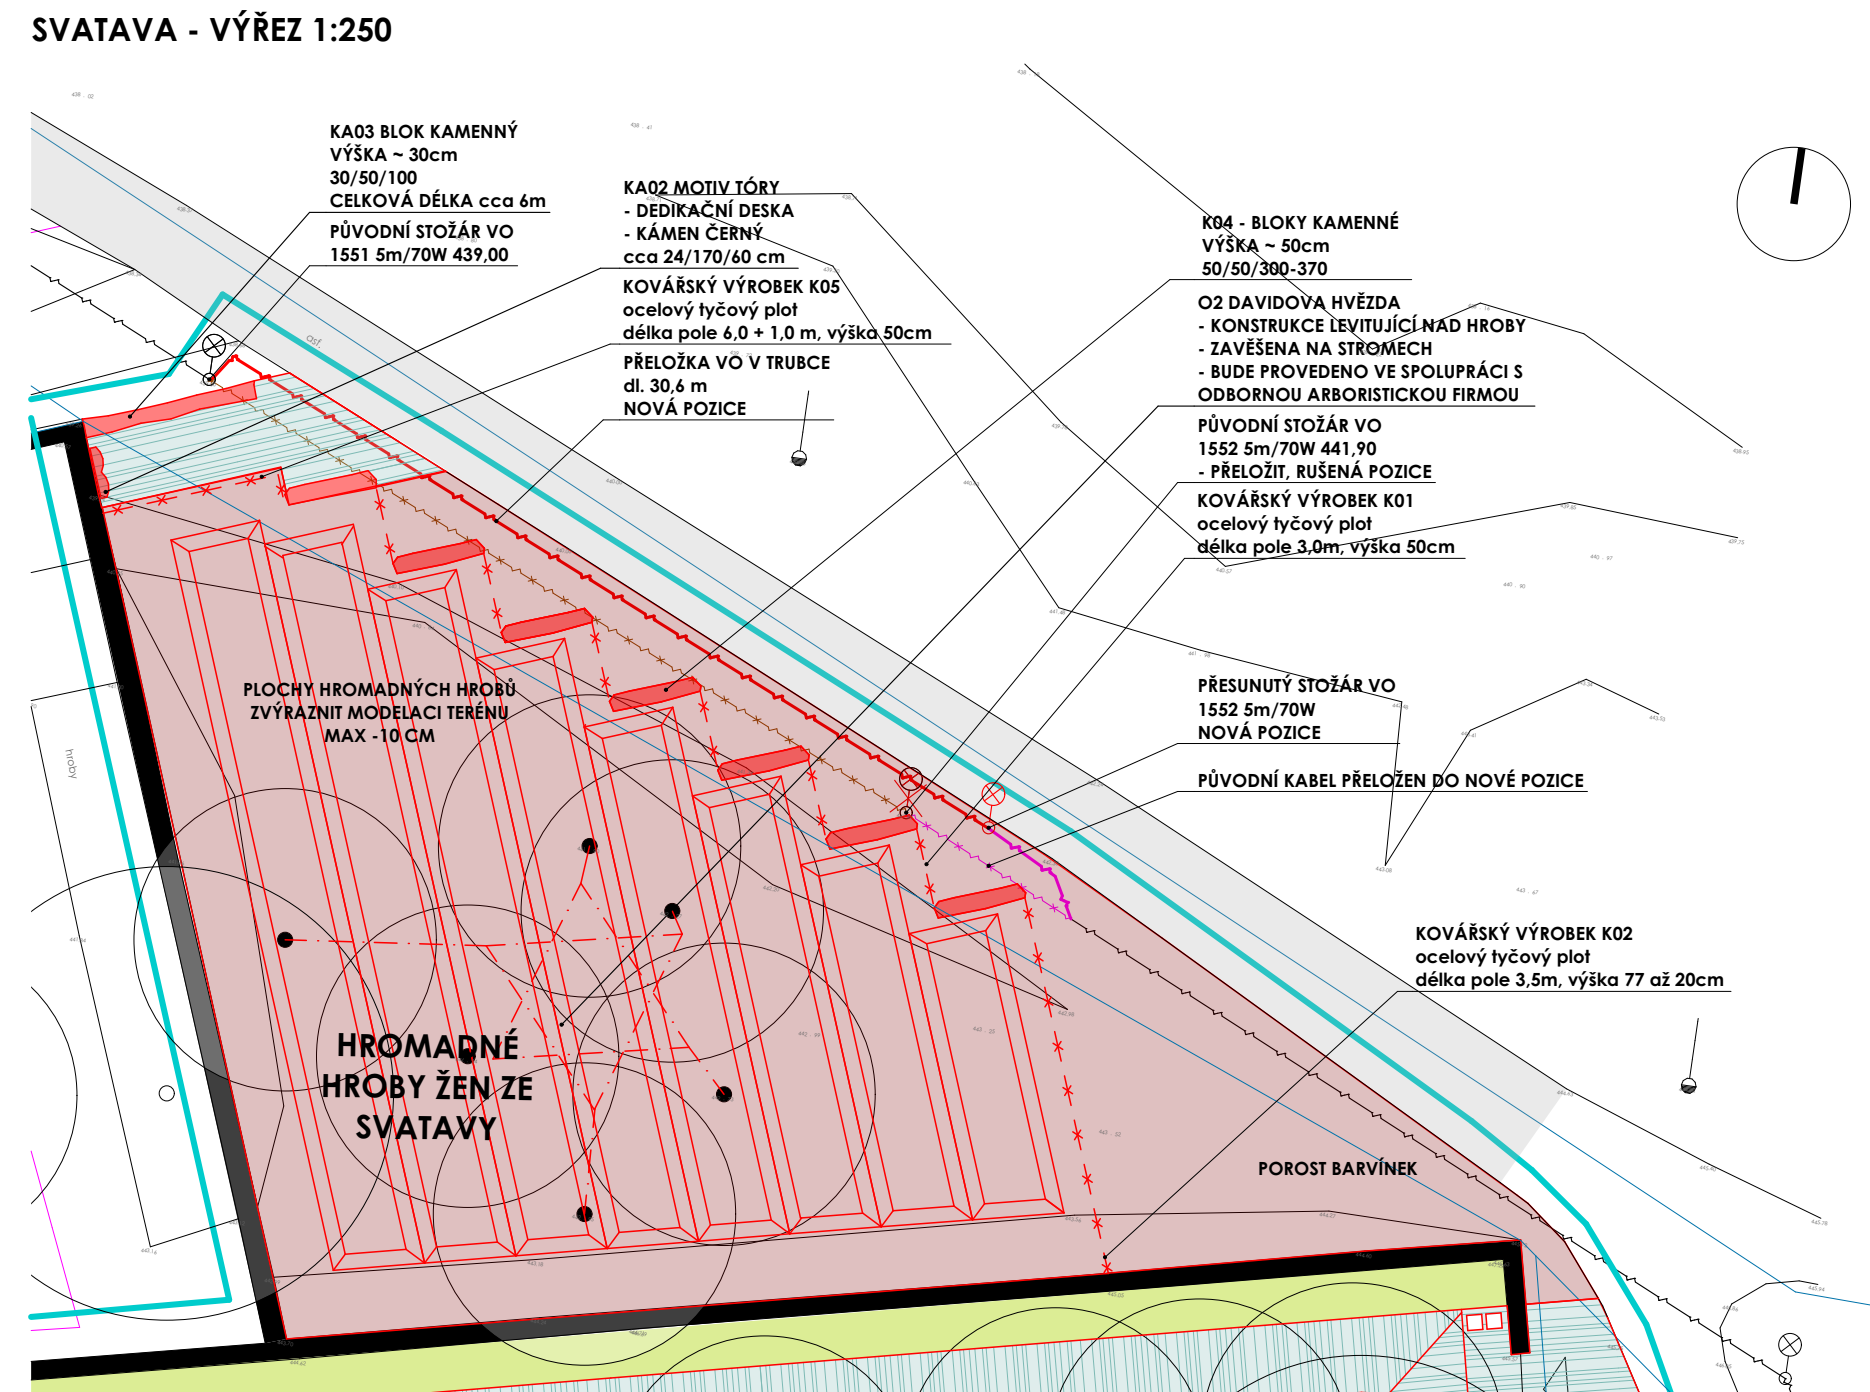 SVATAVA - VÝŘEZ 1:250
KA03 BLOK KAMENNÝ
VÝŠKA ~ 30cm
30/50/100
CELKOVÁ DÉLKA cca 6m
PŮVODNÍ STOŽÁR VO
1551 5m/70W 439,00
KA02 MOTIV TÓRY
- DEDIKAČNÍ DESKA
- KÁMEN ČERNÝ
cca 24/170/60 cm
KOVÁŘSKÝ VÝROBEK K05
ocelový tyčový plot
délka pole 6,0 + 1,0 m, výška 50cm
PŘELOŽKA VO V TRUBCE
dl. 30,6 m
NOVÁ POZICE
K04 - BLOKY KAMENNÉ
VÝŠKA ~ 50cm
50/50/300-370
O2 DAVIDOVA HVĚZDA
- KONSTRUKCE LEVITUJÍCÍ NAD HROBY
- ZAVĚŠENA NA STROMECH
- BUDE PROVEDENO VE SPOLUPRÁCI S
ODBORNOU ARBORISTICKOU FIRMOU
PŮVODNÍ STOŽÁR VO
1552 5m/70W 441,90
- PŘELOŽIT, RUŠENÁ POZICE
KOVÁŘSKÝ VÝROBEK K01
ocelový tyčový plot
délka pole 3,0m, výška 50cm
PŘESUNUTÝ STOŽÁR VO
1552 5m/70W
NOVÁ POZICE
PŮVODNÍ KABEL PŘELOŽEN DO NOVÉ POZICE
KOVÁŘSKÝ VÝROBEK K02
ocelový tyčový plot
délka pole 3,5m, výška 77 až 20cm
asf.
hroby
PLOCHY HROMADNÝCH HROBŮ
ZVÝRAZNIT MODELACI TERÉNU
MAX -10 CM
HROMADNÉ
HROBY ŽEN ZE
SVATAVY
POROST BARVÍNEK